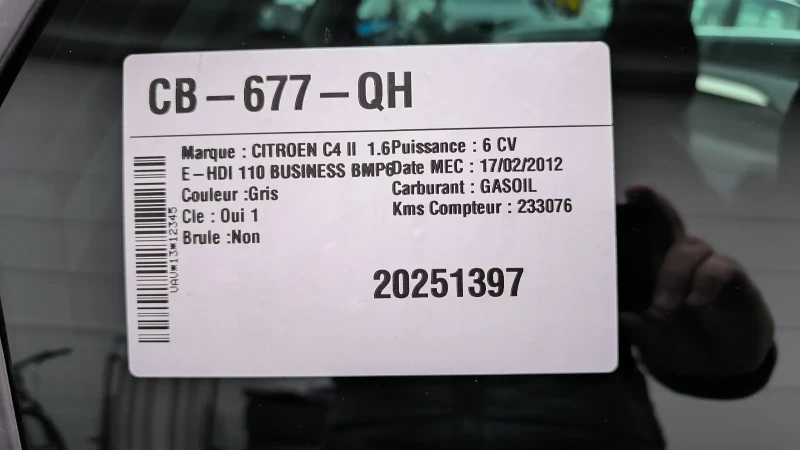 CB-677-QH
Marque : CITROEN C4 II 1.6 Puissance : 6 CV
E-HDI 110 BUSINESS BMP6 Date MEC : 17/02/2012
Couleur :Gris Carburant : GASOIL
Cle : Oui 1 Kms Compteur : 233076
Brule :Non
VAU*13*12345
20251397